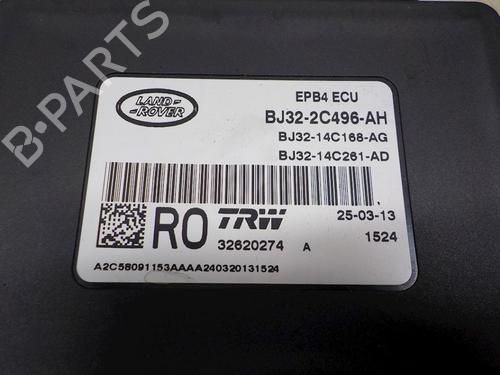 LAND-
-ROVER
EPB4 ECU
BJ32-2C496-AH
BJ32-14C168-AG
BJ32-14C261-AD
RO
TRW
25-03-13
32620274 A
1524
A2C58091153AAAA240320131524
B-PARTS